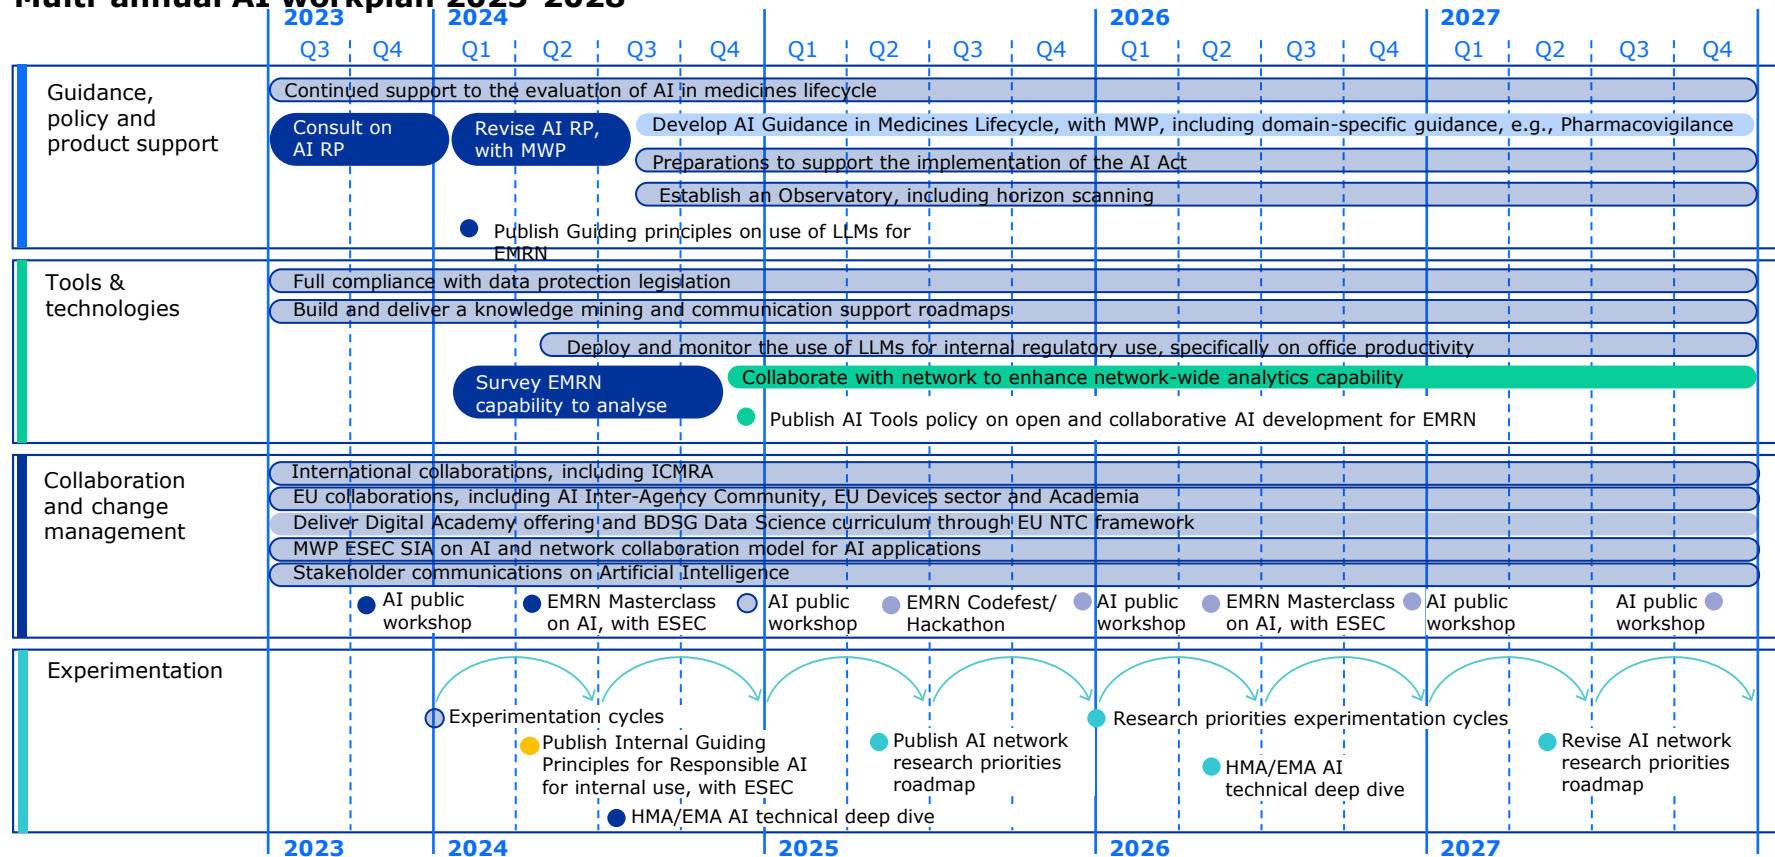 Multi-annual AI workplan 2023-2028
2023
2024
2026
2027
Q3
Q4
Q1
Q2
Q3
Q4
Q1
Q2
Q3
Q4
Q1
Q2
Q3
Q4
Q1
Q2
Q3
Q4
Guidance,
policy and
product support
Continued support to the evaluation of AI in medicines lifecycle
Consult on
AI RP
Revise AI RP,
with MWP
Develop AI Guidance in Medicines Lifecycle, with MWP, including domain-specific guidance, e.g., Pharmacovigilance
Preparations to support the implementation of the AI Act
Establish an Observatory, including horizon scanning
Publish Guiding principles on use of LLMs for
EMRN
Tools &
technologies
Full compliance with data protection legislation
Build and deliver a knowledge mining and communication support roadmaps
Deploy and monitor the use of LLMs for internal regulatory use, specifically on office productivity
Survey EMRN
capability to analyse
Collaborate with network to enhance network-wide analytics capability
Publish AI Tools policy on open and collaborative AI development for EMRN
Collaboration
and change
management
International collaborations, including ICMRA
EU collaborations, including AI Inter-Agency Community, EU Devices sector and Academia
Deliver Digital Academy offering and BDSG Data Science curriculum through EU NTC framework
MWP ESEC SIA on AI and network collaboration model for AI applications
Stakeholder communications on Artificial Intelligence
AI public
workshop
EMRN Masterclass
on AI, with ESEC
AI public
workshop
EMRN Codefest/
Hackathon
AI public
workshop
EMRN Masterclass
on AI, with ESEC
AI public
workshop
AI public
workshop
Experimentation
Experimentation cycles
Publish Internal Guiding
Principles for Responsible AI
for internal use, with ESEC
HMA/EMA AI technical deep dive
Publish AI network
research priorities
roadmap
Research priorities experimentation cycles
HMA/EMA AI
technical deep dive
Revise AI network
research priorities
roadmap
2023
2024
2025
2026
2027